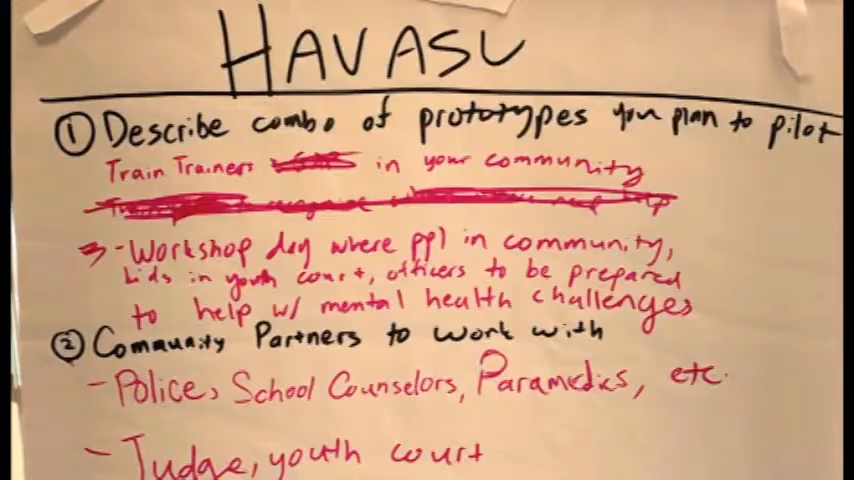 HAVASU
① Describe combo of prototypes you plan to pilot
Train Trainers in your community
- Workshop day where ppl in community,
kids in youth court, officers to be prepared
to help w/ mental health challenges
② Community Partners to work with
- Police, School Counselors, Paramedics, etc.
- Judge, youth court